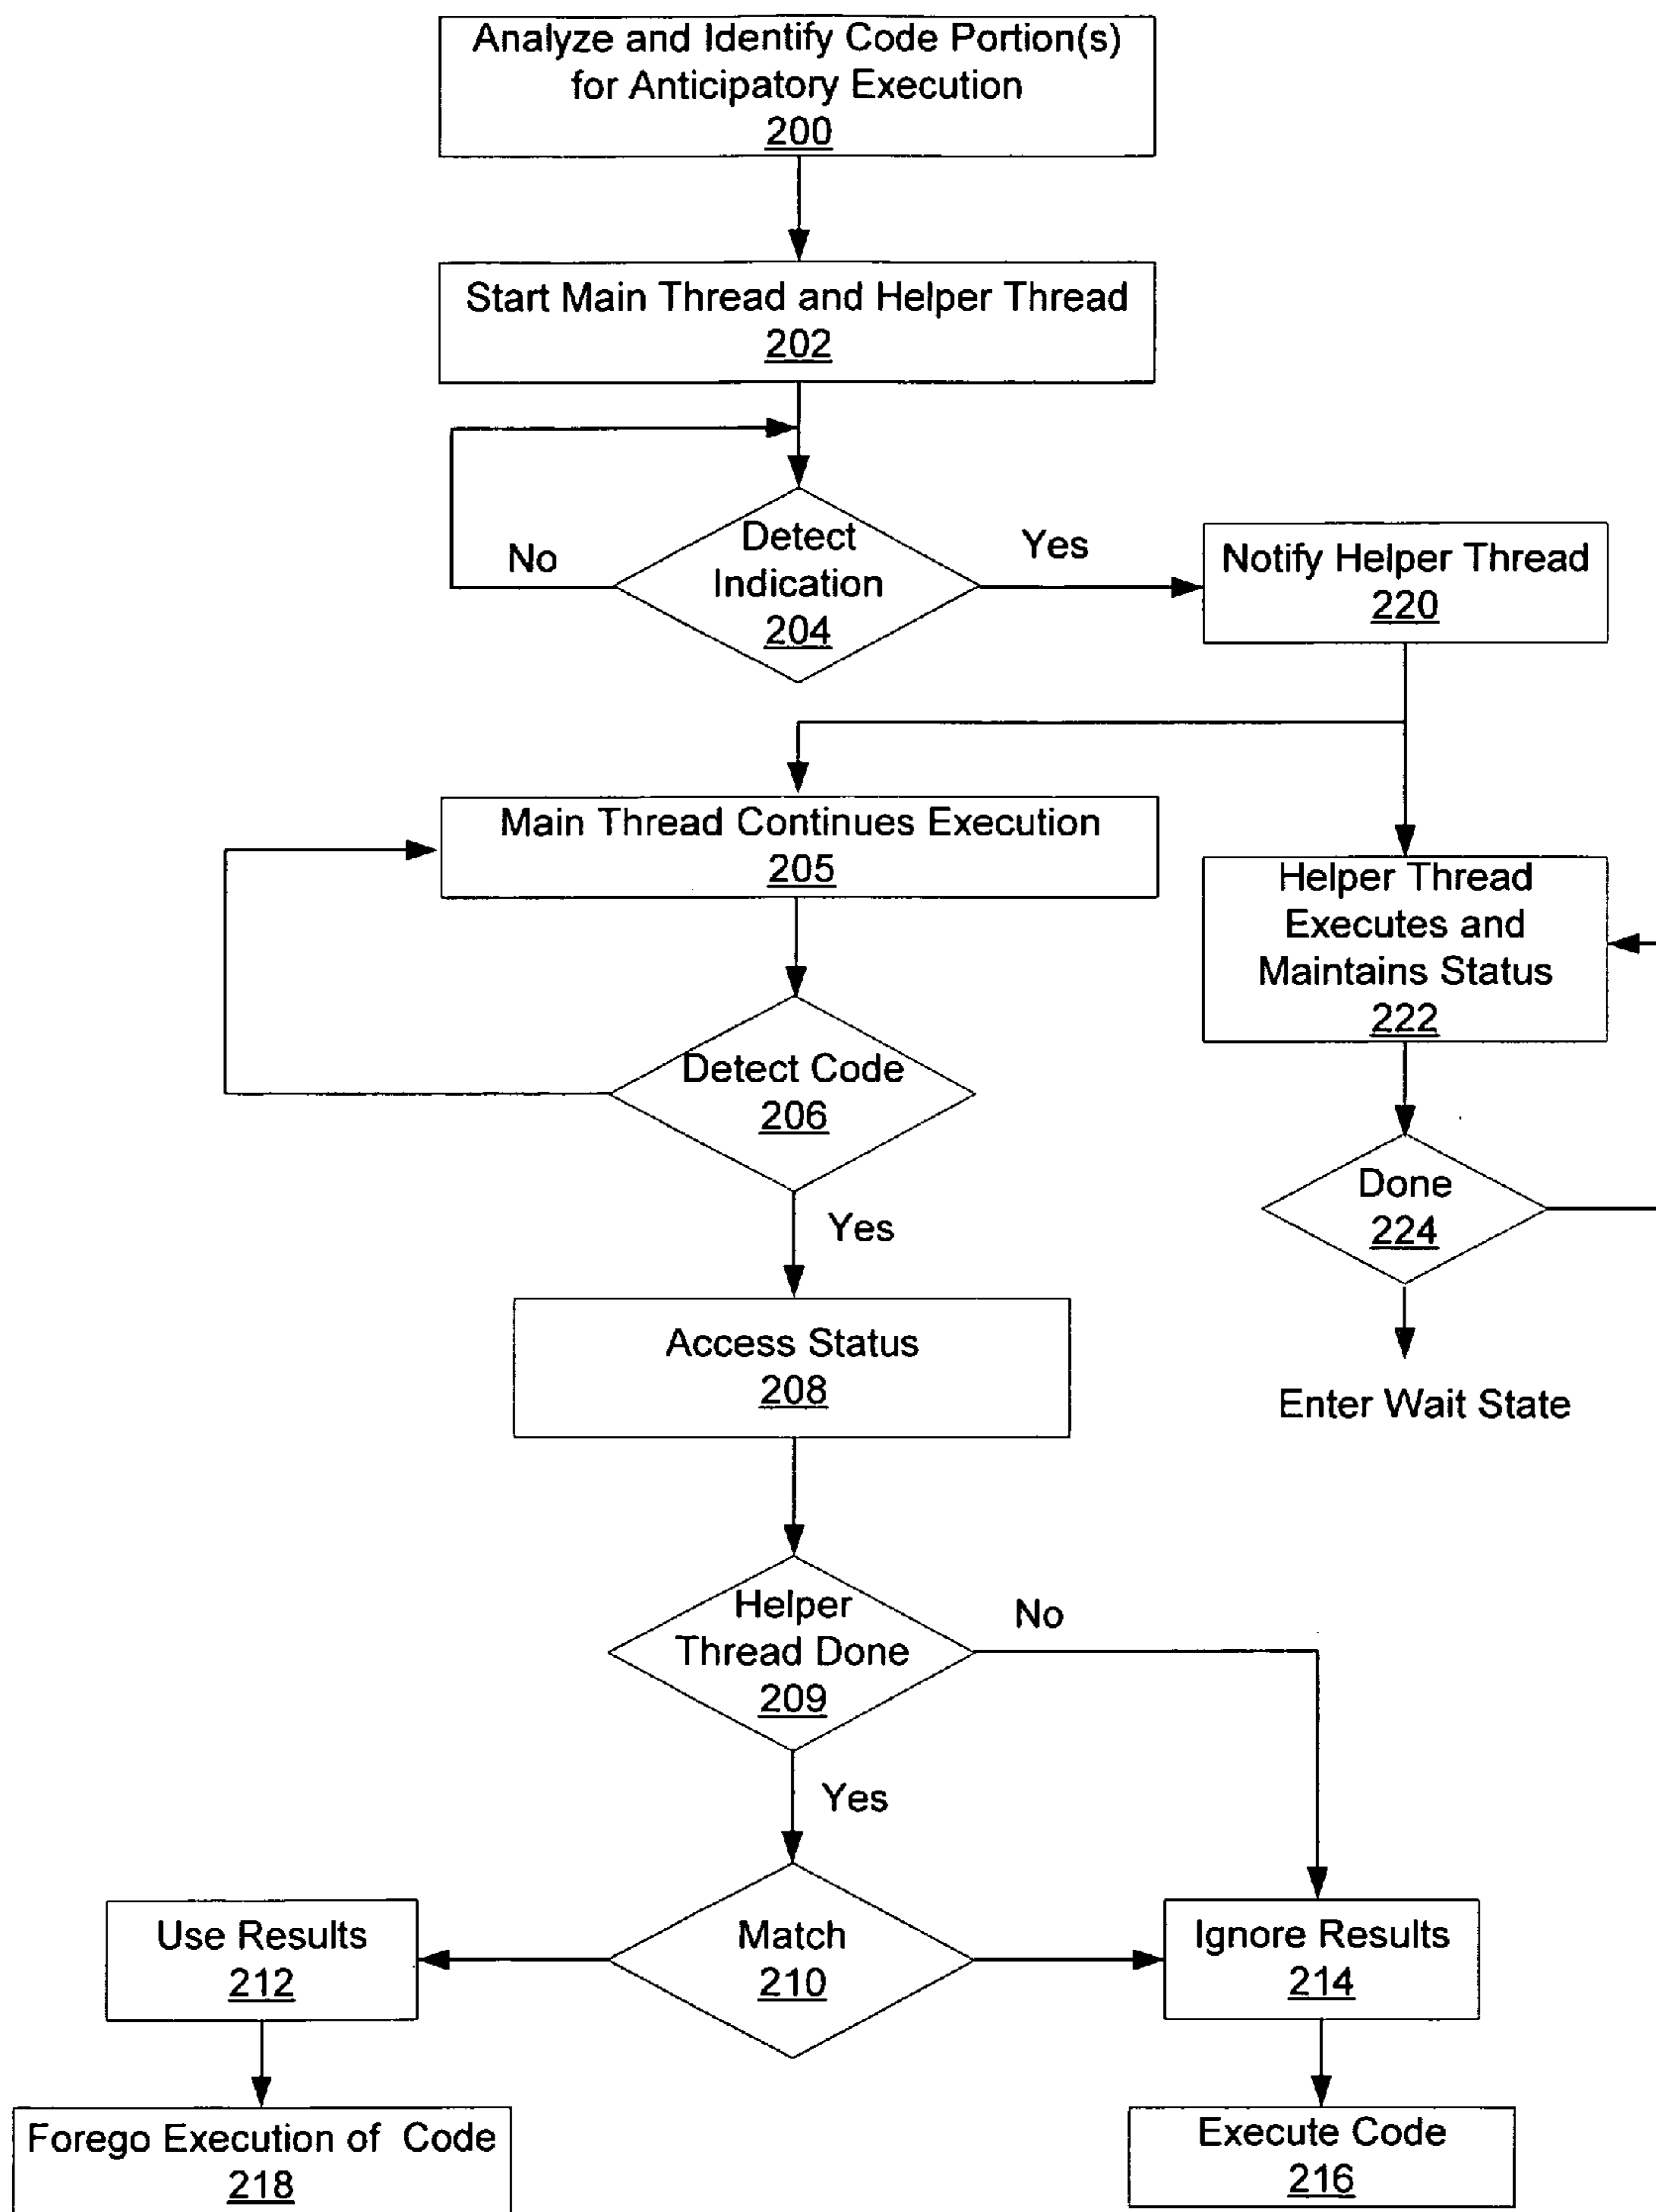 Analyze and Identify Code Portion(s)
for Anticipatory Execution
200
Start Main Thread and Helper Thread
202
No
Detect
Indication
204
Yes
Notify Helper Thread
220
Main Thread Continues Execution
205
Helper Thread
Executes and
Maintains Status
222
Detect Code
206
Yes
Done
224
Enter Wait State
Access Status
208
Helper
Thread Done
209
No
Yes
Use Results
212
Match
210
Ignore Results
214
Forego Execution of Code
218
Execute Code
216